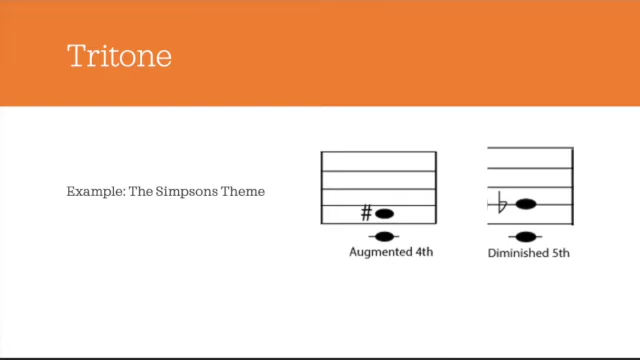 Tritone
Example: The Simpsons Theme
Augmented 4th
Diminished 5th